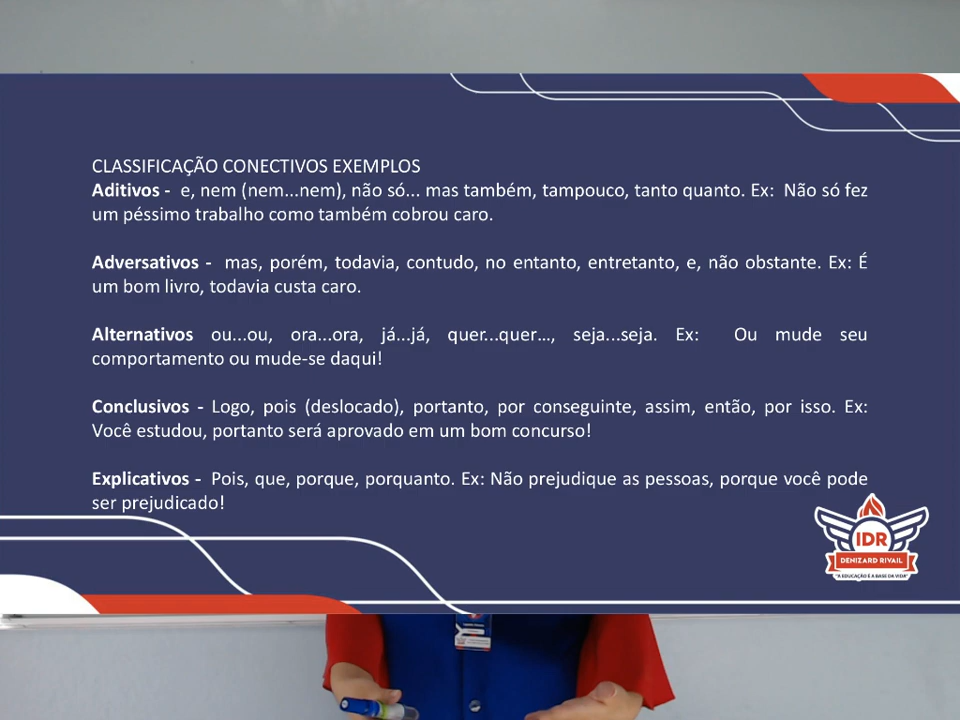 CLASSIFICAÇÃO CONECTIVOS EXEMPLOS
Aditivos - e, nem (nem...nem), não só... mas também, tampouco, tanto quanto. Ex: Não só fez
um péssimo trabalho como também cobrou caro.
Adversativos - mas, porém, todavia, contudo, no entanto, entretanto, e, não obstante. Ex: É
um bom livro, todavia custa caro.
Alternativos ou...ou, ora...ora, já...já, quer...quer..., seja...seja. Ex: Ou mude seu
comportamento ou mude-se daqui!
Conclusivos - Logo, pois (deslocado), portanto, por conseguinte, assim, então, por isso. Ex:
Você estudou, portanto será aprovado em um bom concurso!
Explicativos - Pois, que, porque, porquanto. Ex: Não prejudique as pessoas, porque você pode
ser prejudicado!
IDR
DENIZARD RIVAIL
"A EDUCAÇÃO É A BASE DA VIDA"